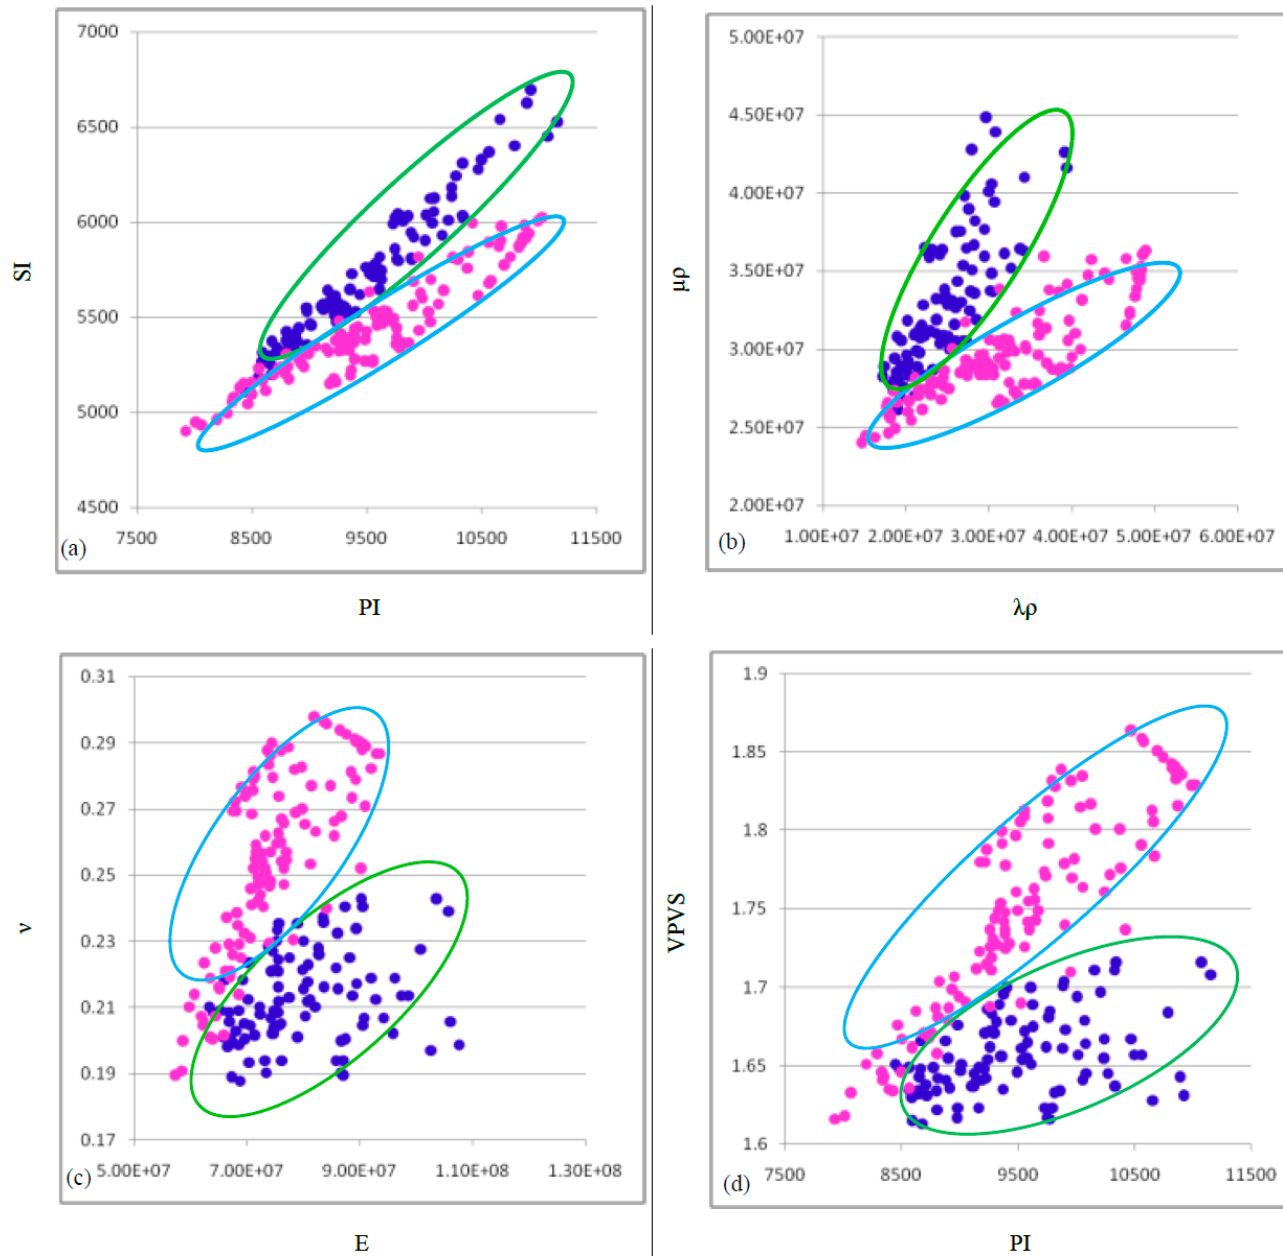 7000
6500
6000
5500
5000
4500
7500 8500 9500 10500 11500
SI
(a)
PI
5.00E+07
4.50E+07
4.00E+07
3.50E+07
3.00E+07
2.50E+07
2.00E+07
1.00E+07 2.00E+07 3.00E+07 4.00E+07 5.00E+07 6.00E+07
μρ
(b)
λρ
0.31
0.29
0.27
0.25
0.23
0.21
0.19
0.17
5.00E+07 7.00E+07 9.00E+07 1.10E+08 1.30E+08
ν
(c)
E
1.9
1.85
1.8
1.75
1.7
1.65
1.6
7500 8500 9500 10500 11500
VPVS
(d)
PI